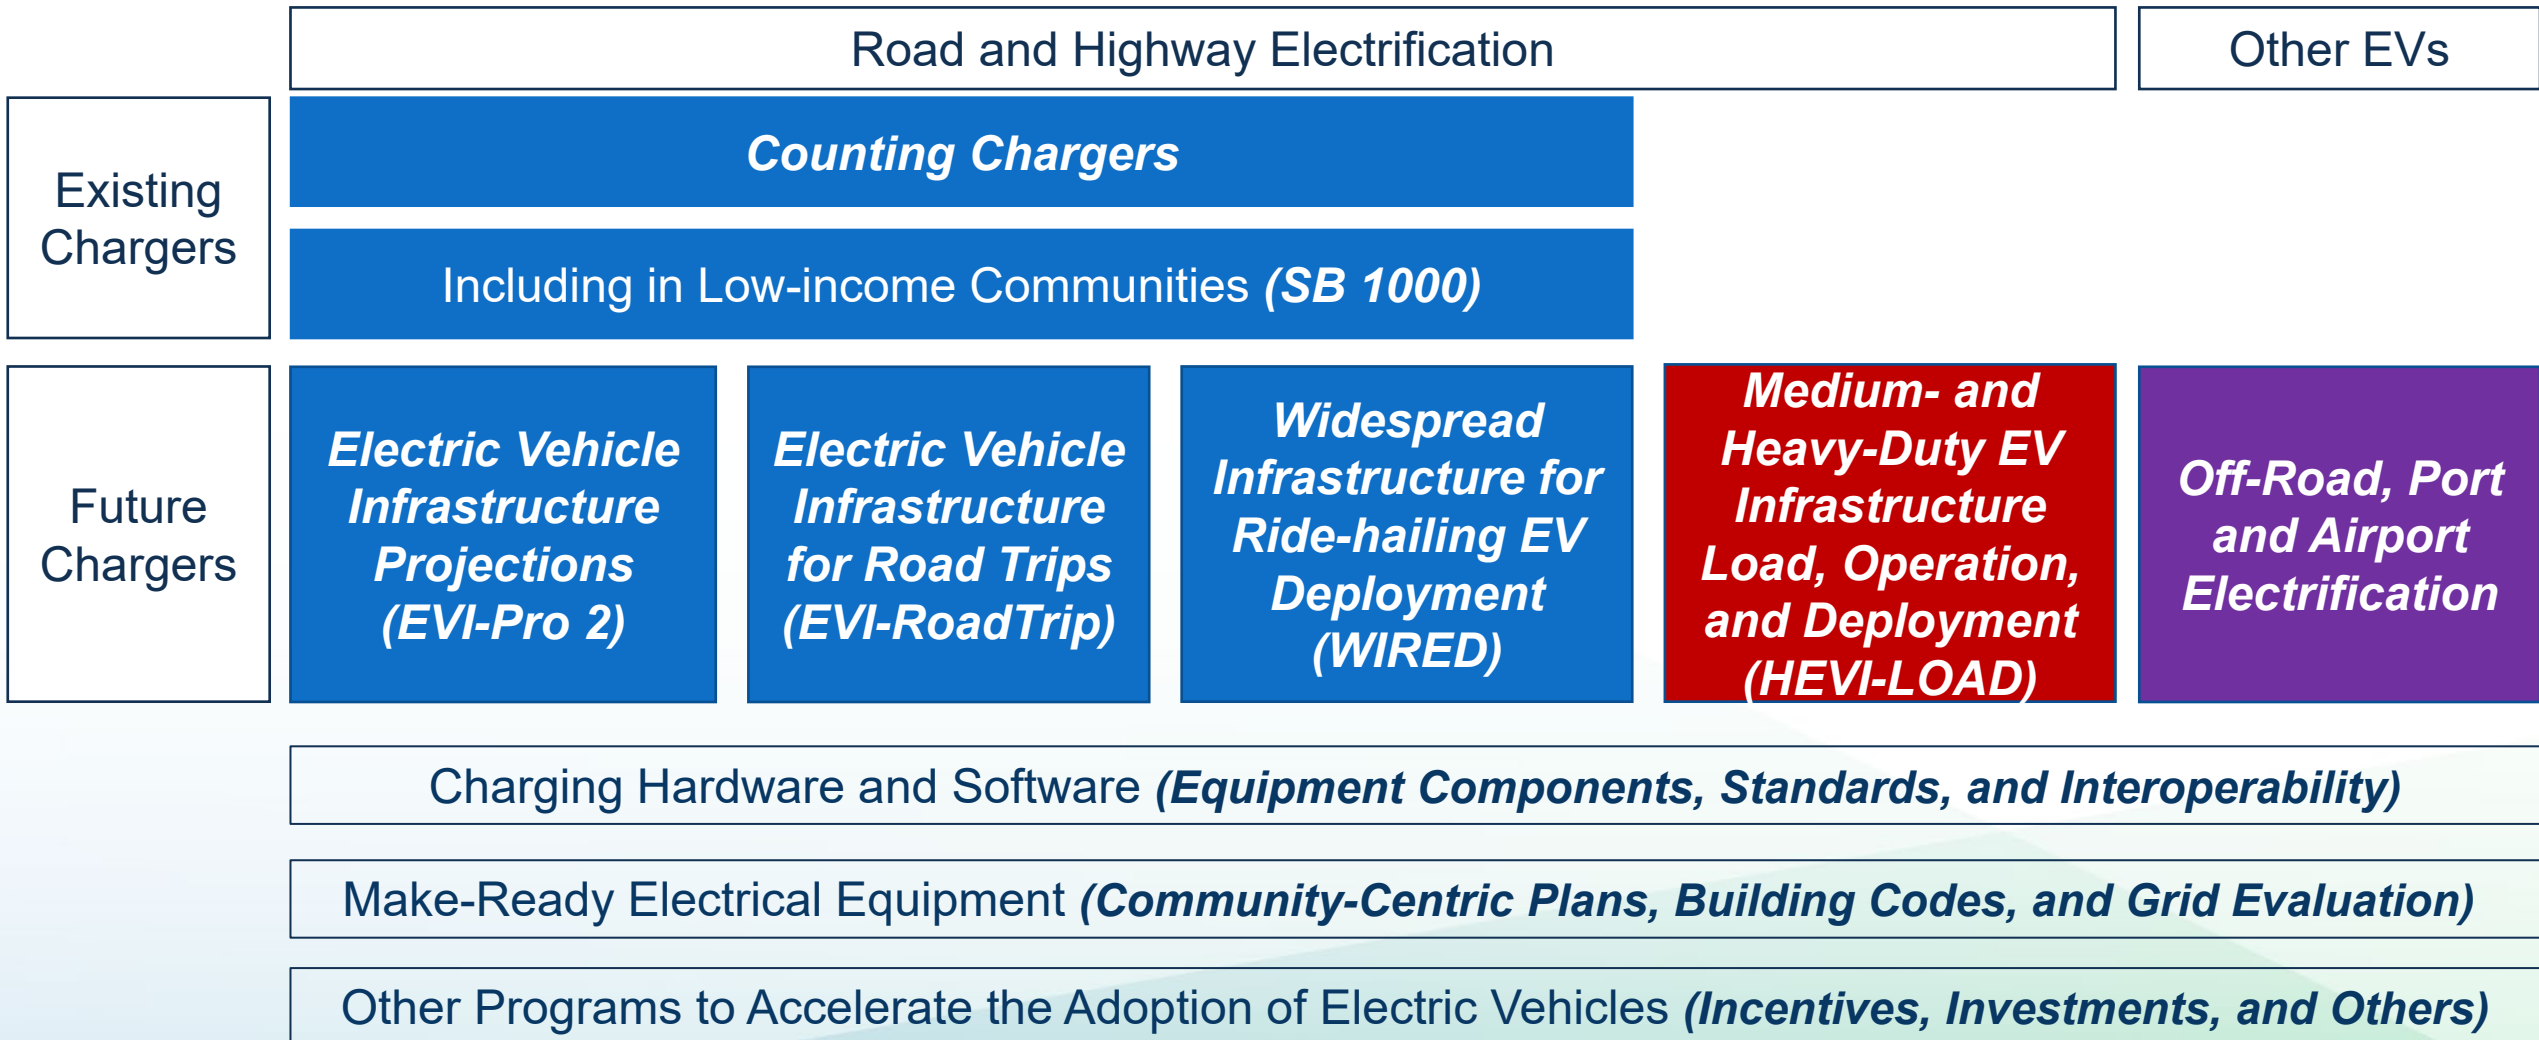 Road and Highway Electrification
Other EVs
Existing
Chargers
Counting Chargers
Including in Low-income Communities (SB 1000)
Future
Chargers
Electric Vehicle
Infrastructure
Projections
(EVI-Pro 2)
Electric Vehicle
Infrastructure
for Road Trips
(EVI-RoadTrip)
Widespread
Infrastructure for
Ride-hailing EV
Deployment
(WIRED)
Medium- and
Heavy-Duty EV
Infrastructure
Load, Operation,
and Deployment
(HEVI-LOAD)
Off-Road, Port
and Airport
Electrification
Charging Hardware and Software (Equipment Components, Standards, and Interoperability)
Make-Ready Electrical Equipment (Community-Centric Plans, Building Codes, and Grid Evaluation)
Other Programs to Accelerate the Adoption of Electric Vehicles (Incentives, Investments, and Others)